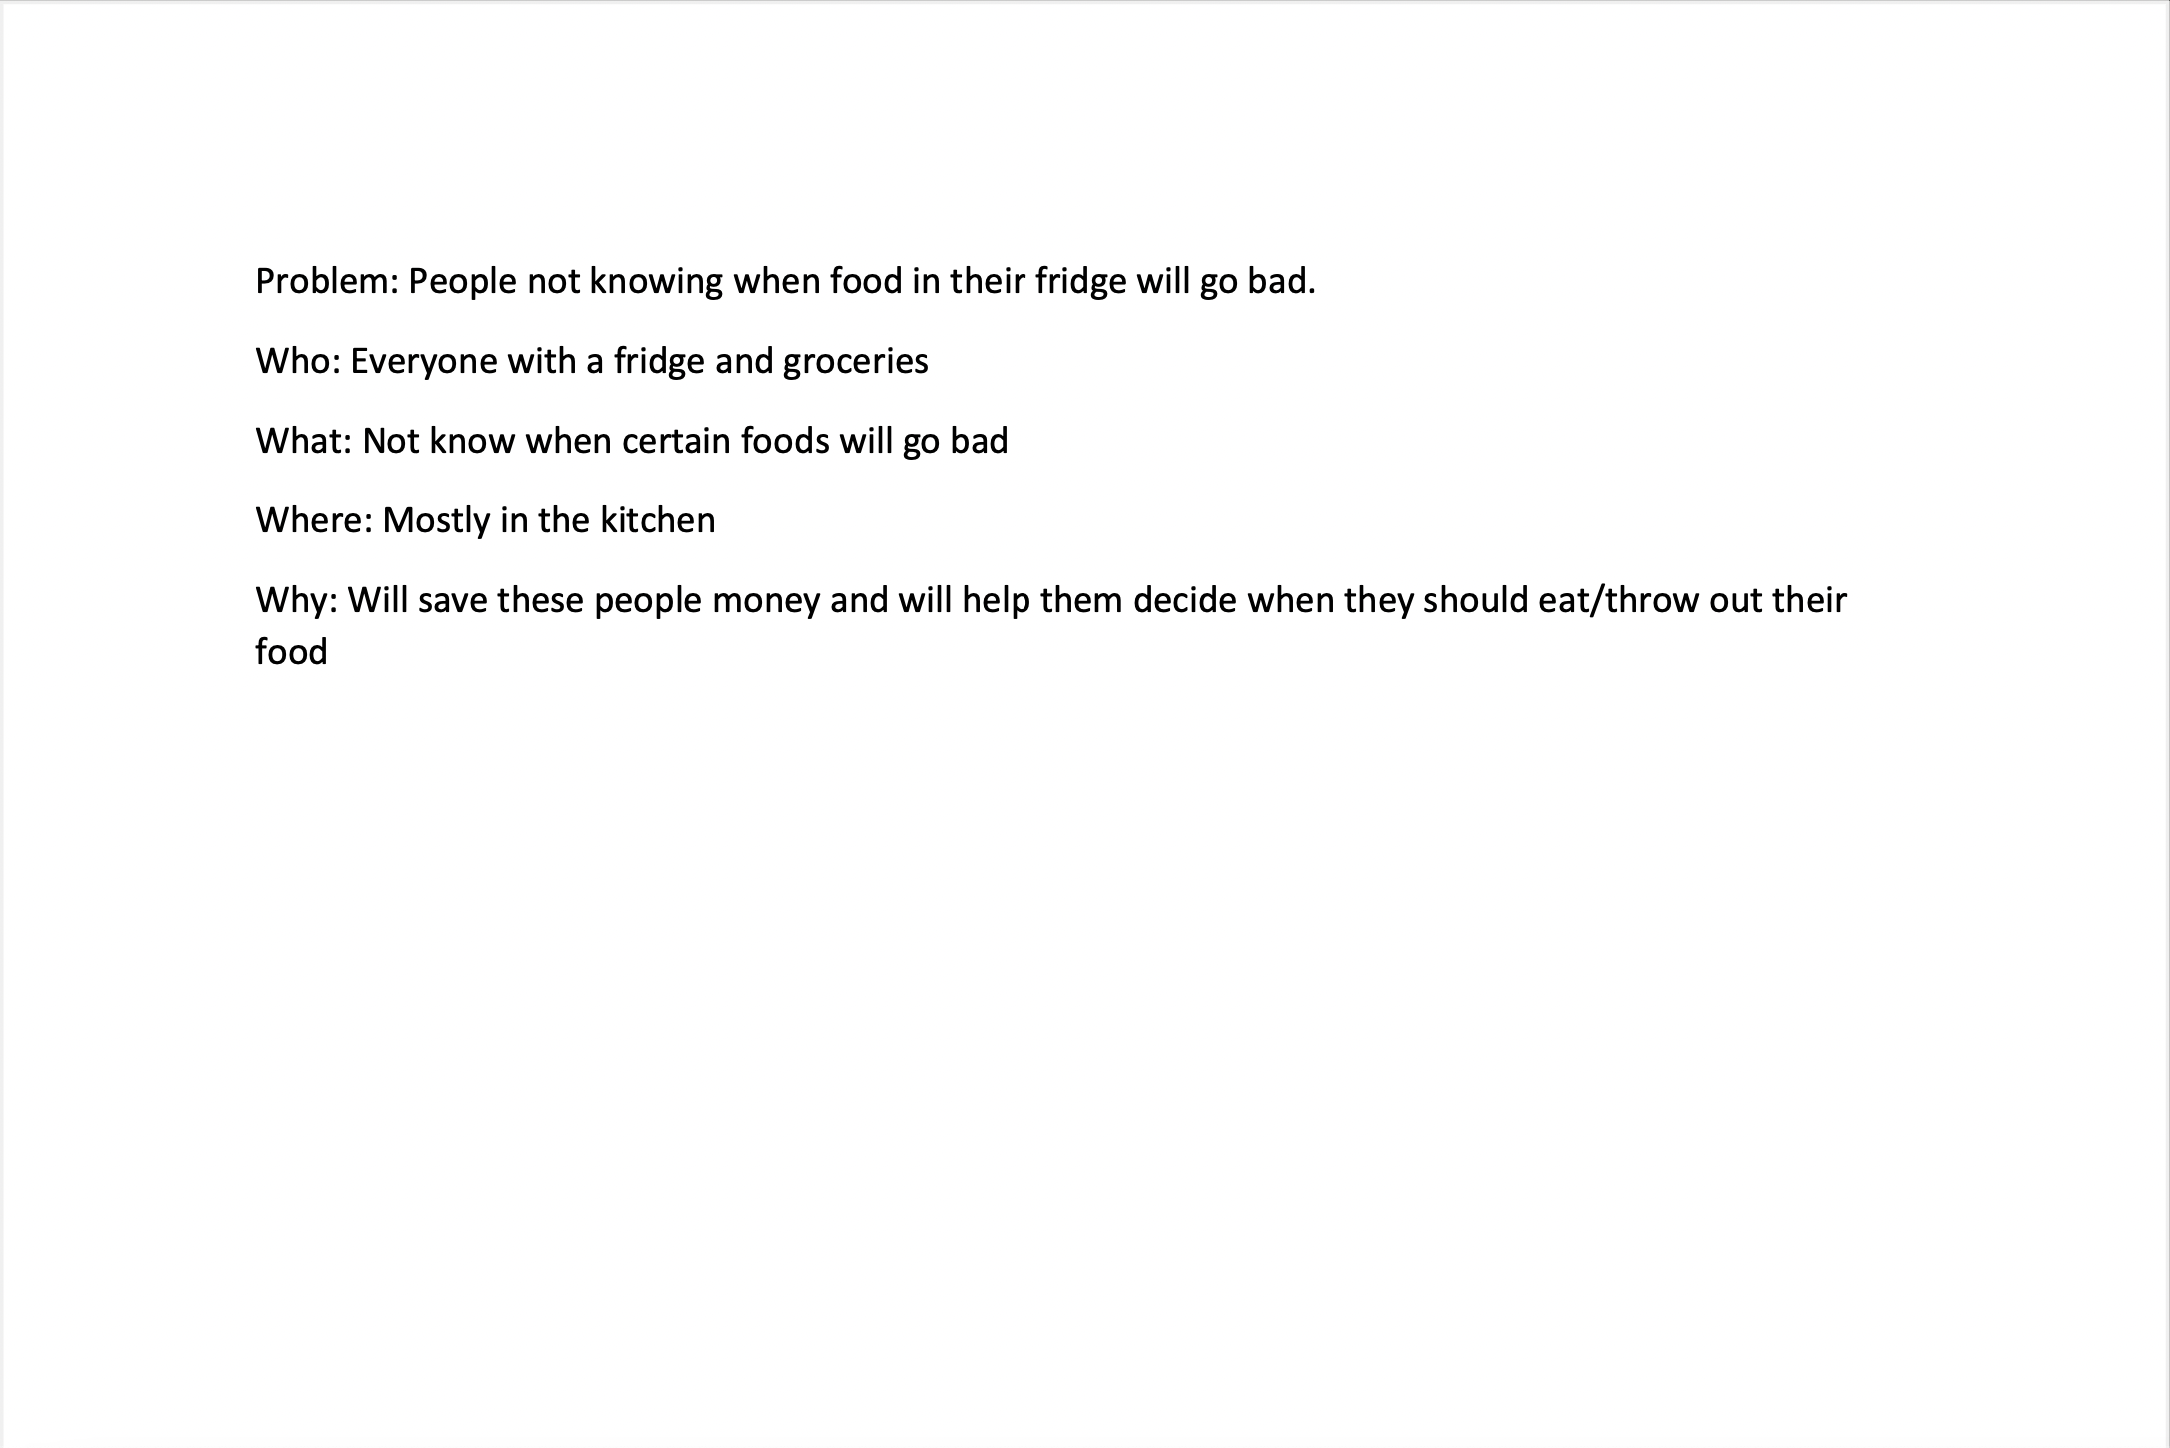 Problem: People not knowing when food in their fridge will go bad.
Who: Everyone with a fridge and groceries
What: Not know when certain foods will go bad
Where: Mostly in the kitchen
Why: Will save these people money and will help them decide when they should eat/throw out their
food